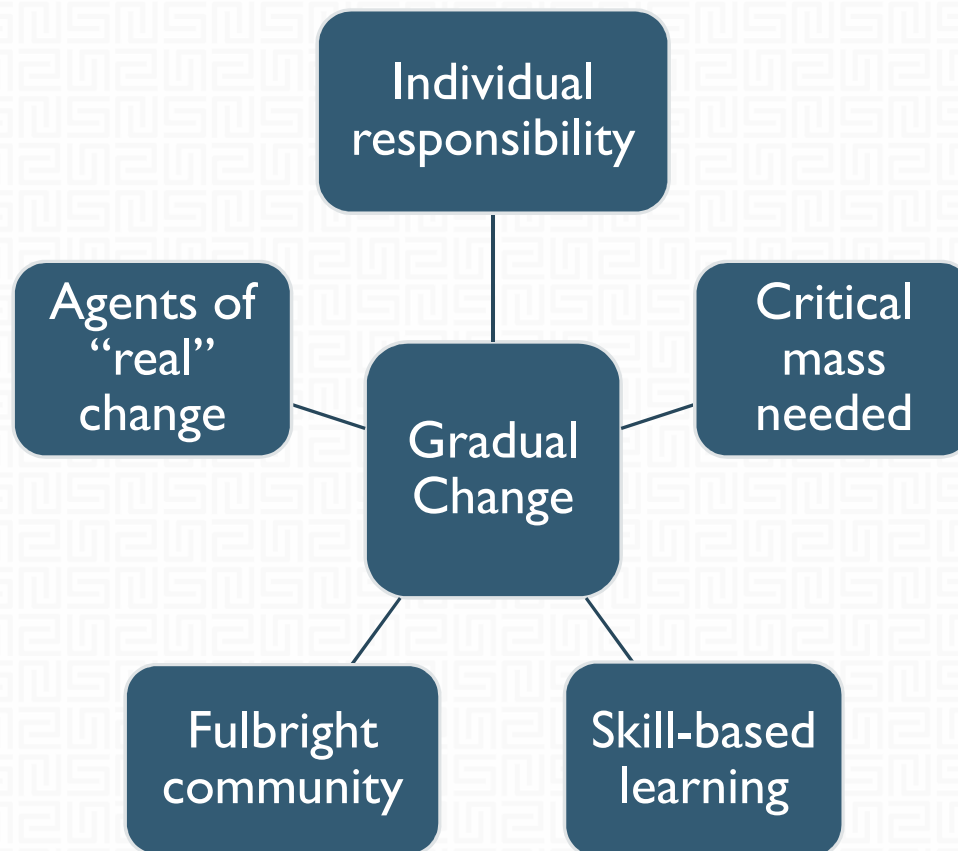 Individual
responsibility
Agents of
“real”
change
Critical
mass
needed
Gradual
Change
Fulbright
community
Skill-based
learning